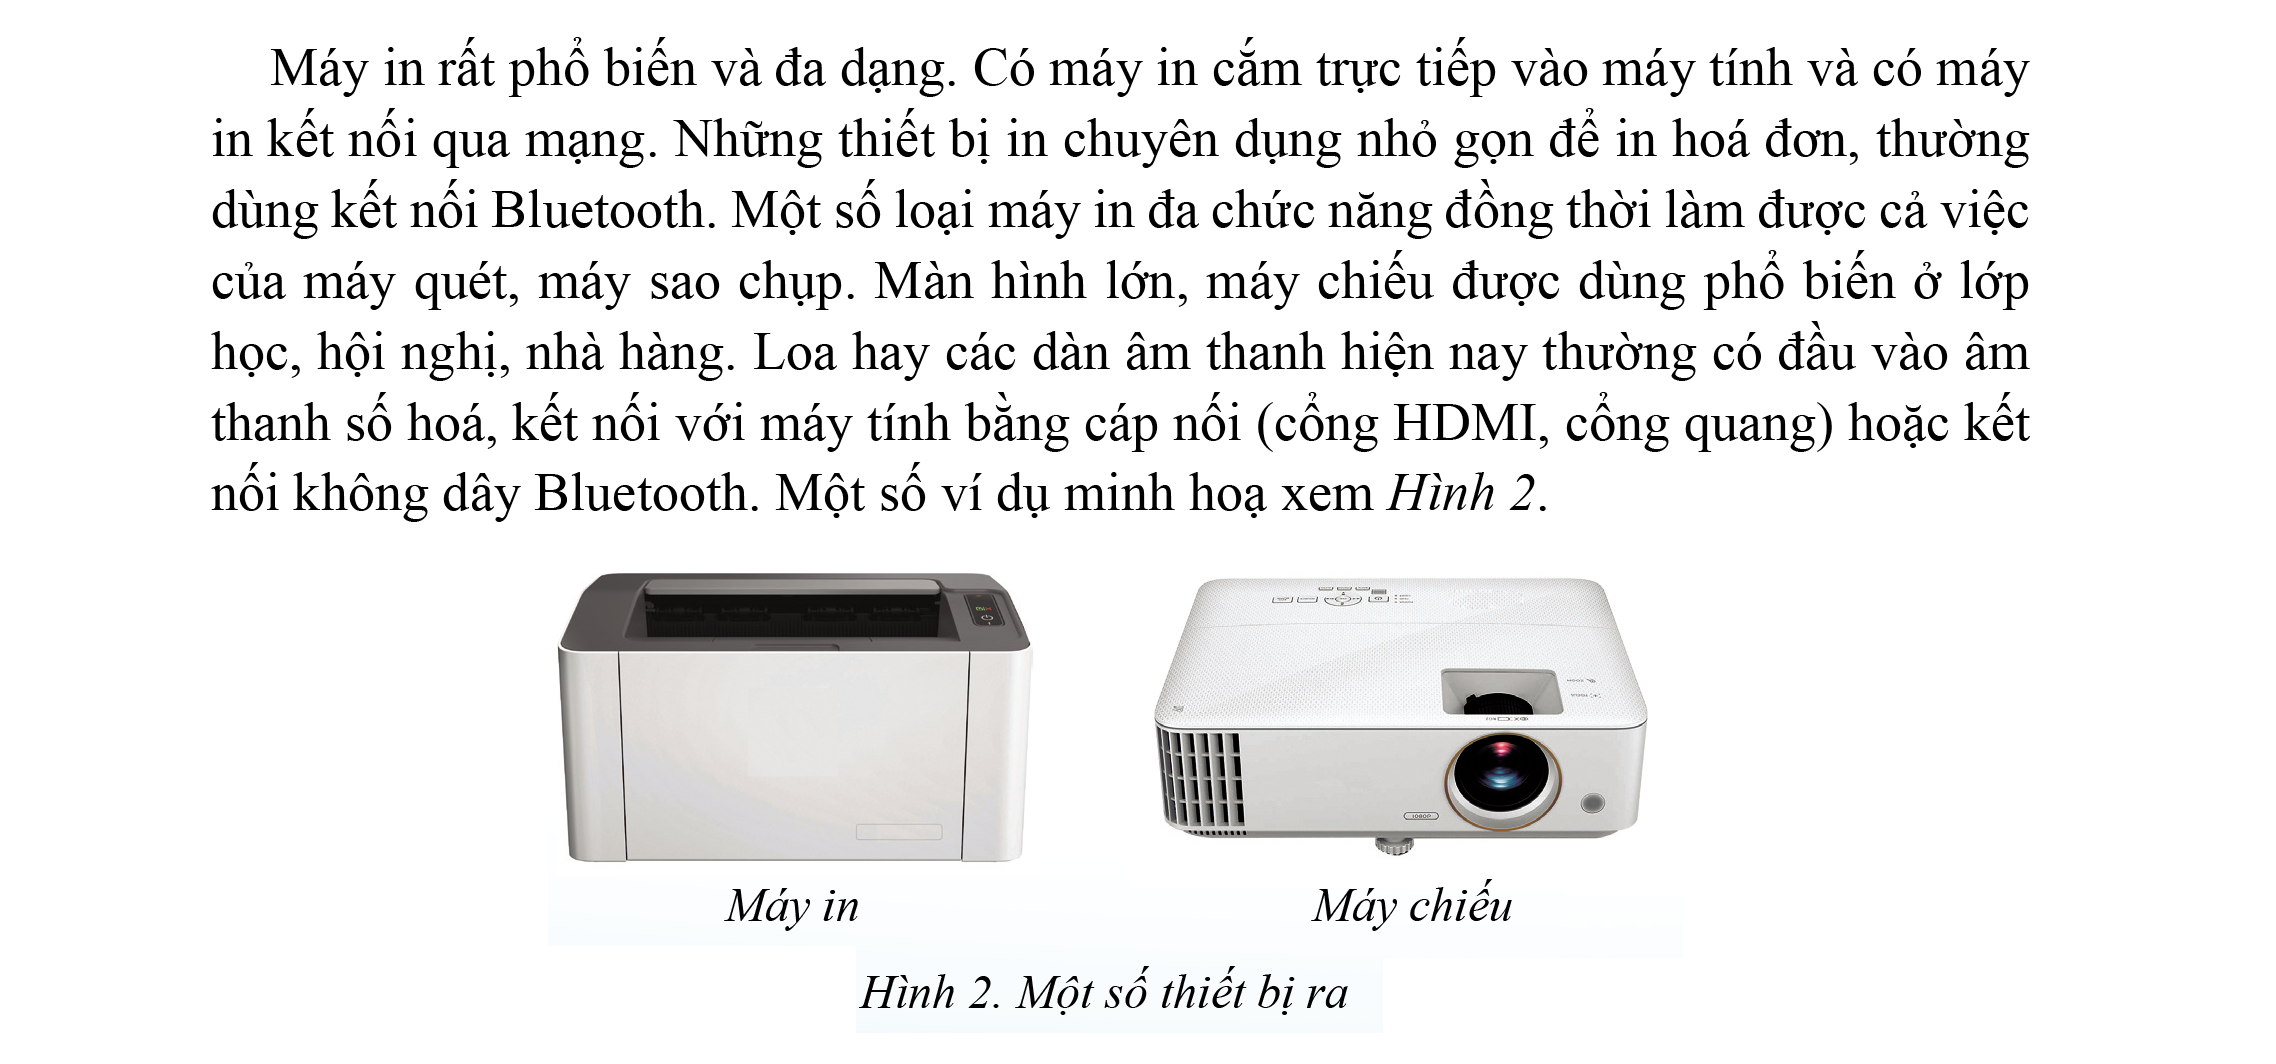 Máy in rất phổ biến và đa dạng. Có máy in cắm trực tiếp vào máy tính và có máy
in kết nối qua mạng. Những thiết bị in chuyên dụng nhỏ gọn để in hoá đơn, thường
dùng kết nối Bluetooth. Một số loại máy in đa chức năng đồng thời làm được cả việc
của máy quét, máy sao chụp. Màn hình lớn, máy chiếu được dùng phổ biến ở lớp
học, hội nghị, nhà hàng. Loa hay các dàn âm thanh hiện nay thường có đầu vào âm
thanh số hoá, kết nối với máy tính bằng cáp nối (cổng HDMI, cổng quang) hoặc kết
nối không dây Bluetooth. Một số ví dụ minh hoạ xem Hình 2.
1080P
Máy in
Máy chiếu
Hình 2. Một số thiết bị ra